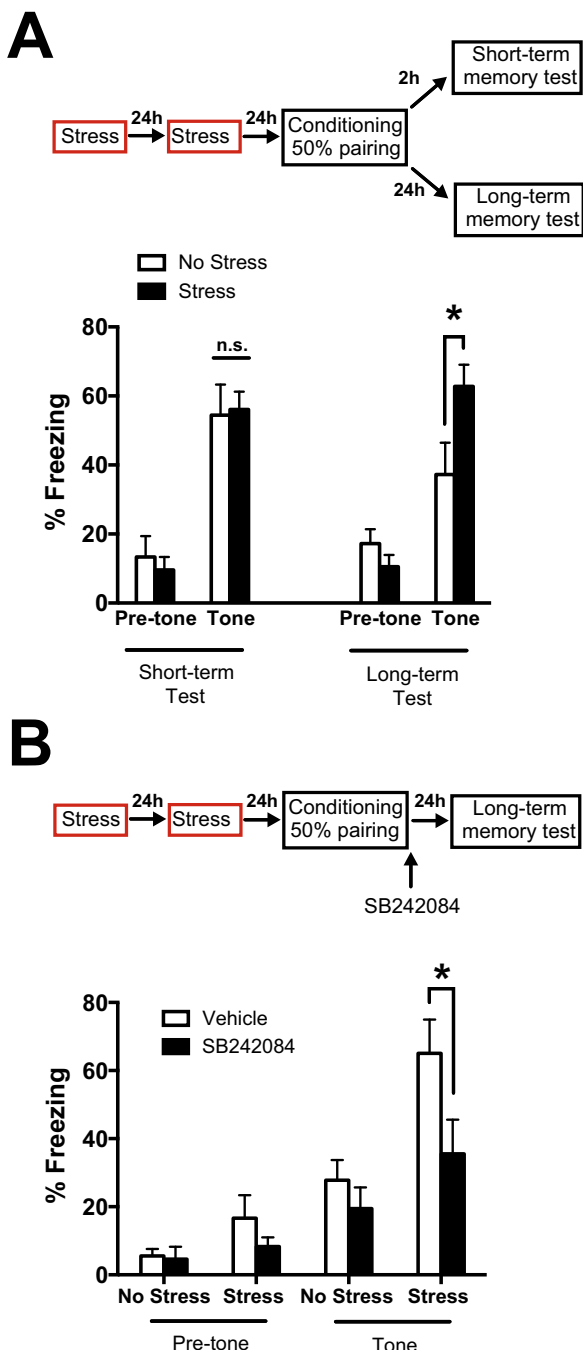 A
Short-term
memory test
2h
24h
24h
Stress
Stress
Conditioning
50% pairing
24h
Long-term
memory test
No Stress
Stress
*
n.s.
80
60
40
20
0
% Freezing
Pre-tone Tone
Pre-tone Tone
Short-term
Test
Long-term
Test
B
24h
24h
24h
Stress
Stress
Conditioning
50% pairing
Long-term
memory test
SB242084
*
Vehicle
SB242084
80
60
40
20
0
% Freezing
No Stress Stress No Stress Stress
Pre-tone
Tone